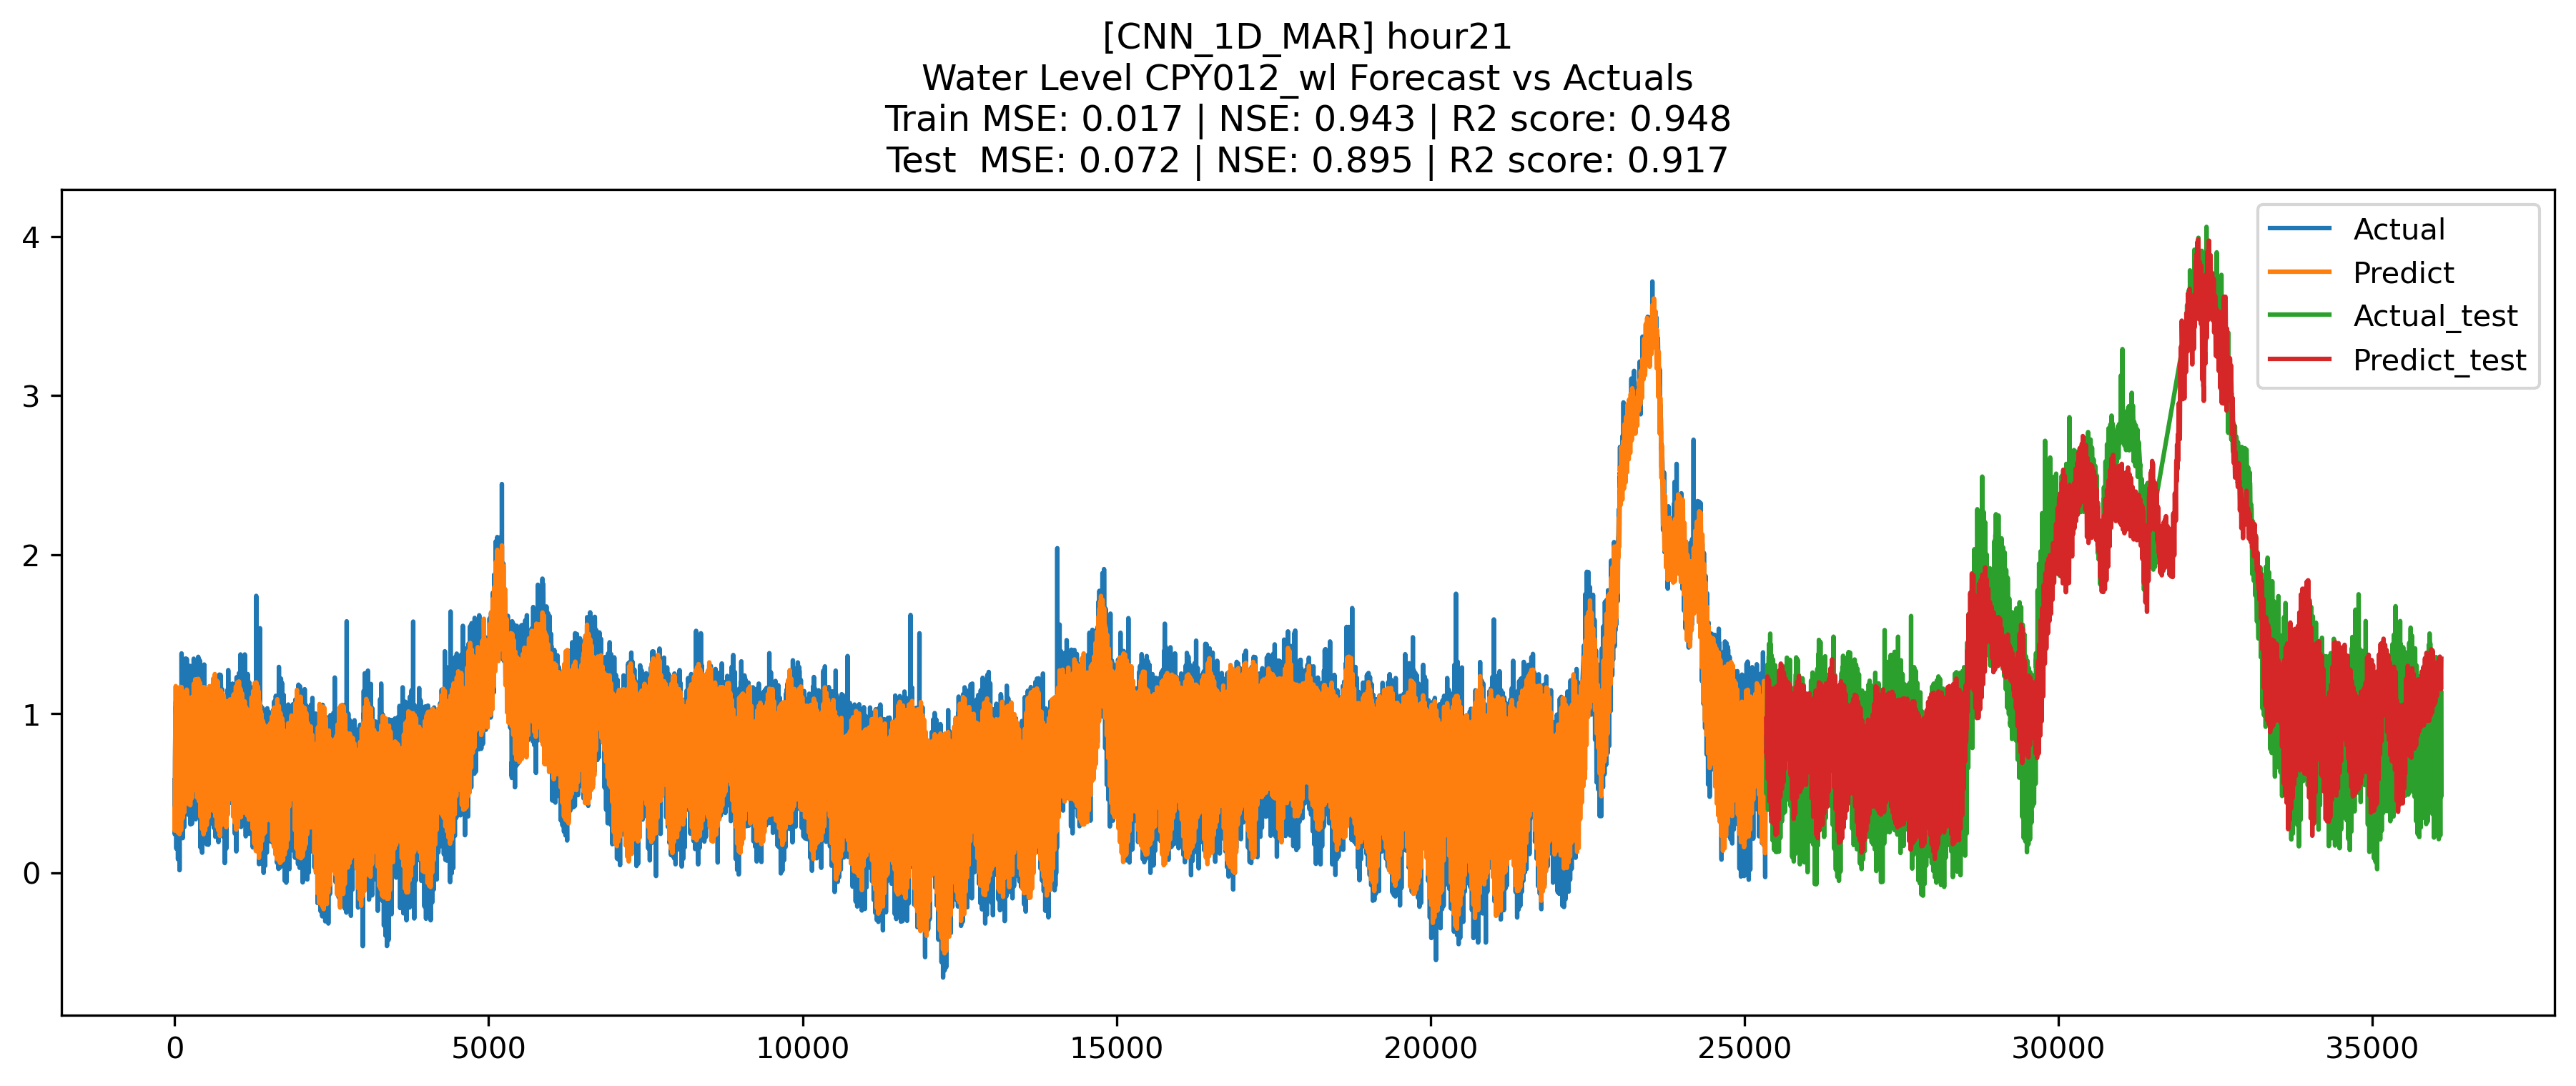 [CNN_1D_MAR] hour21
Water Level CPY012_wl Forecast vs Actuals
Train MSE: 0.017 | NSE: 0.943 | R2 score: 0.948
Test  MSE: 0.072 | NSE: 0.895 | R2 score: 0.917
Actual
Predict
Actual_test
Predict_test
4
3
2
1
0
0 5000 10000 15000 20000 25000 30000 35000